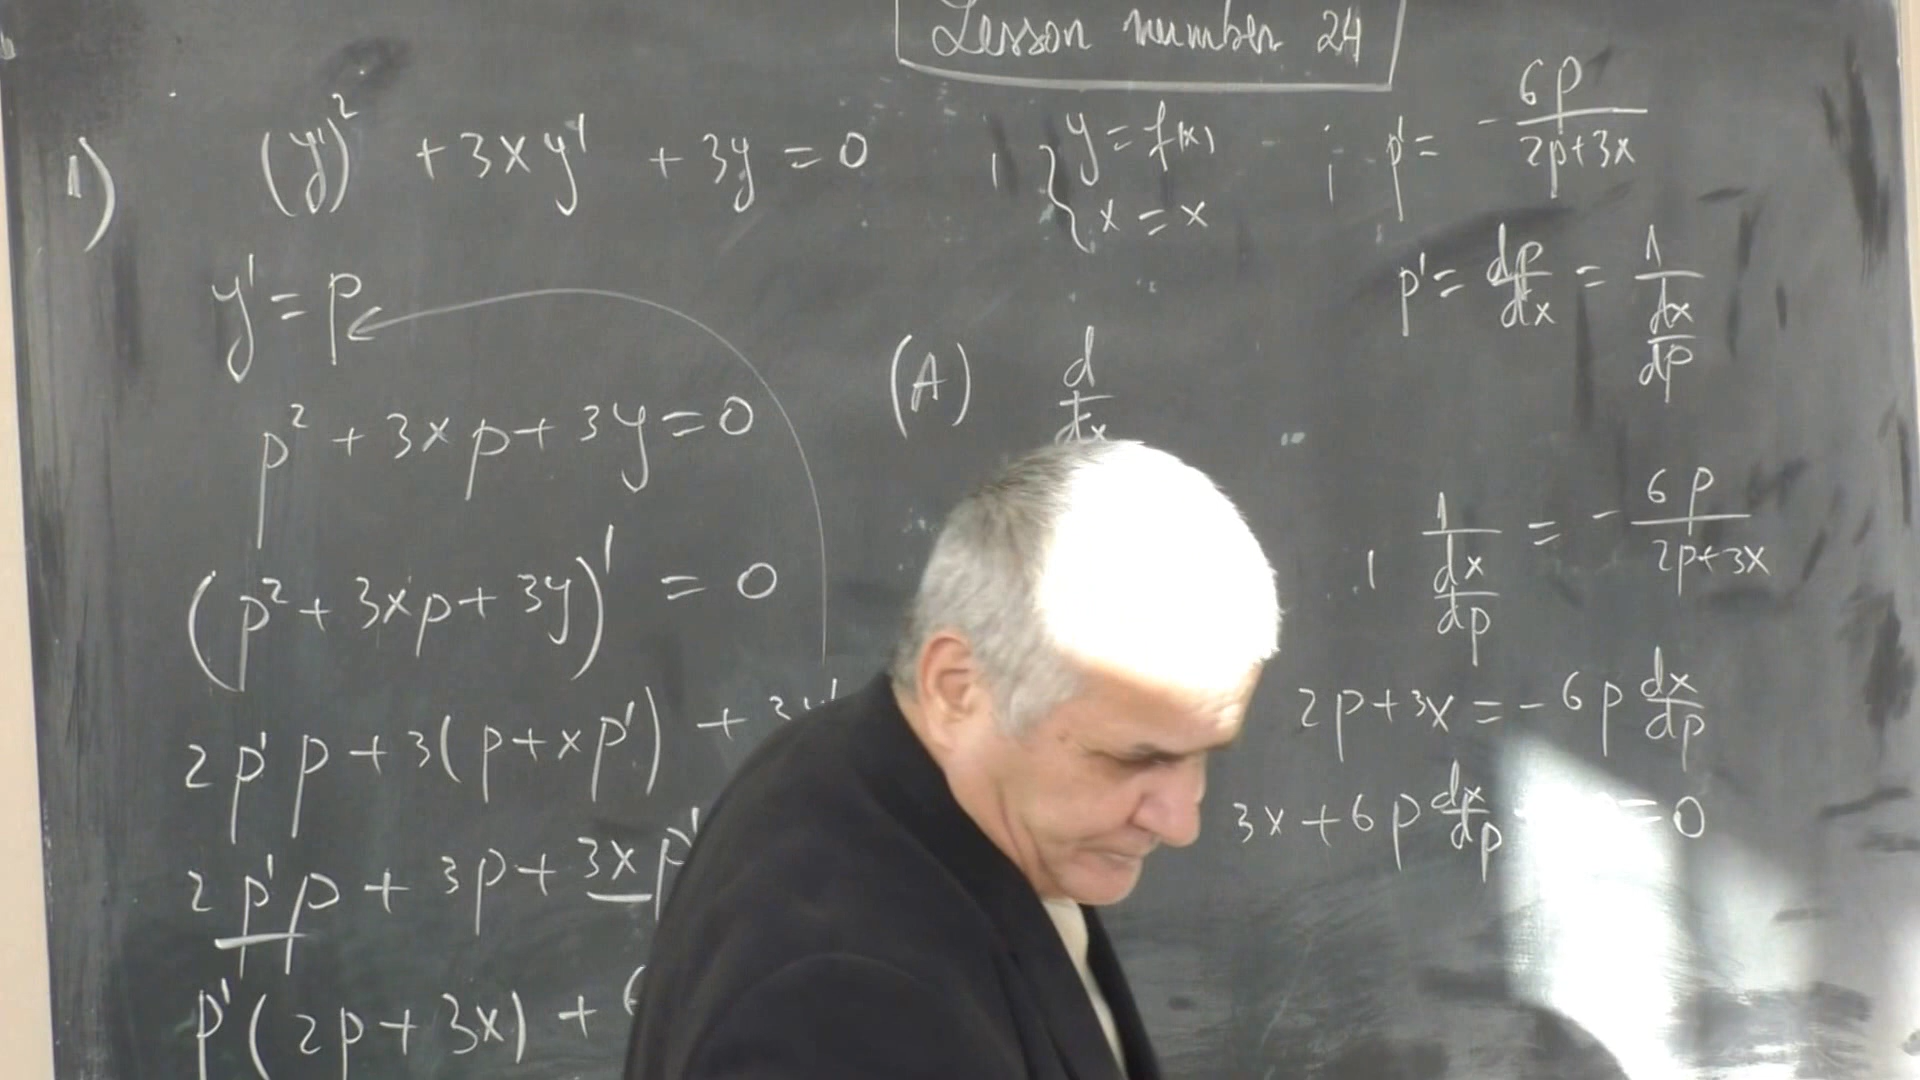 Lesson number 24
1) (y')² + 3xy' + 3y = 0
y' = p
p² + 3xp + 3y = 0
(p² + 3xp + 3y)' = 0
2p'p + 3(p + xp') + 3y'
2p'p + 3p + 3xp'
p'(2p + 3x) +
; { y = f(x)
x = x
(A) d/dx
; p' = - 6p/(2p+3x)
p' = dp/dx = 1/(dx/dp)
; 1/(dx/dp) = - 6p/(2p+3x)
2p + 3x = -6p dx/dp
3x + 6p dx/dp = 0